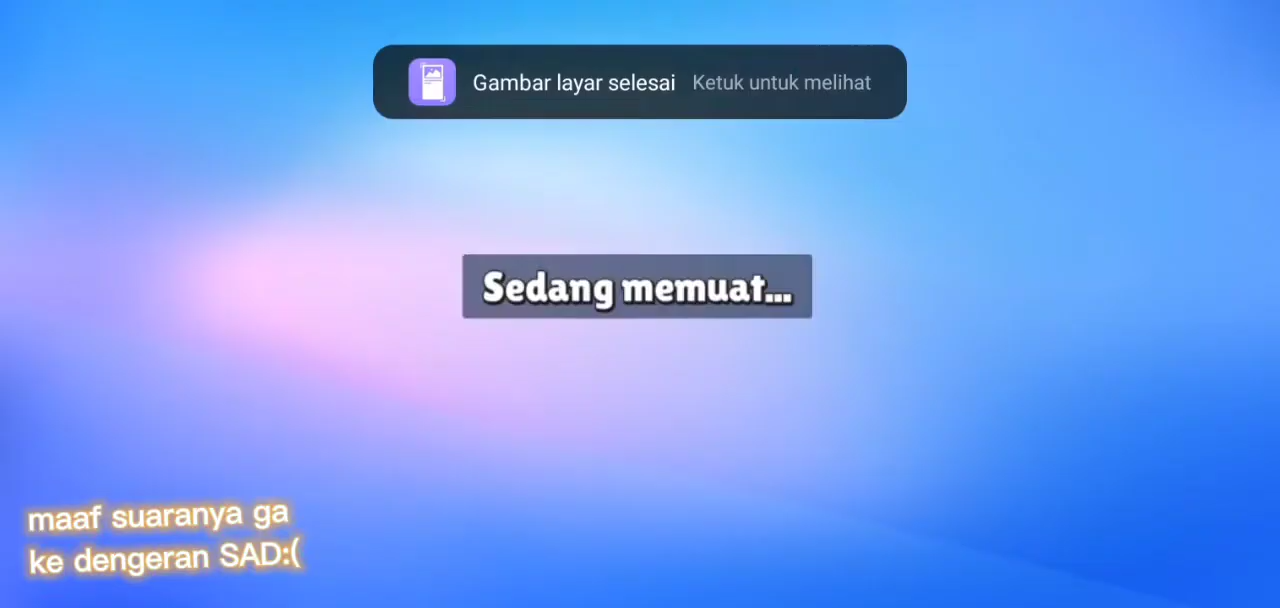 Gambar layar selesai Ketuk untuk melihat
Sedang memuat...
maaf suaranya ga
ke dengeran SAD:(